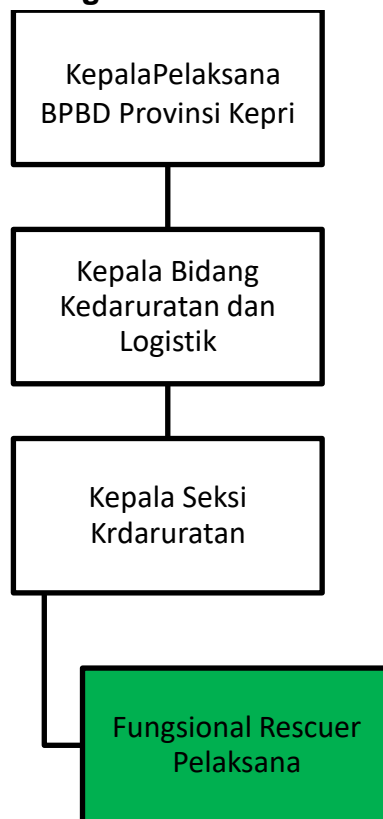 KepalaPelaksana
BPBD Provinsi Kepri
Kepala Bidang
Kedaruratan dan
Logistik
Kepala Seksi
Krdaruratan
Fungsional Rescuer
Pelaksana